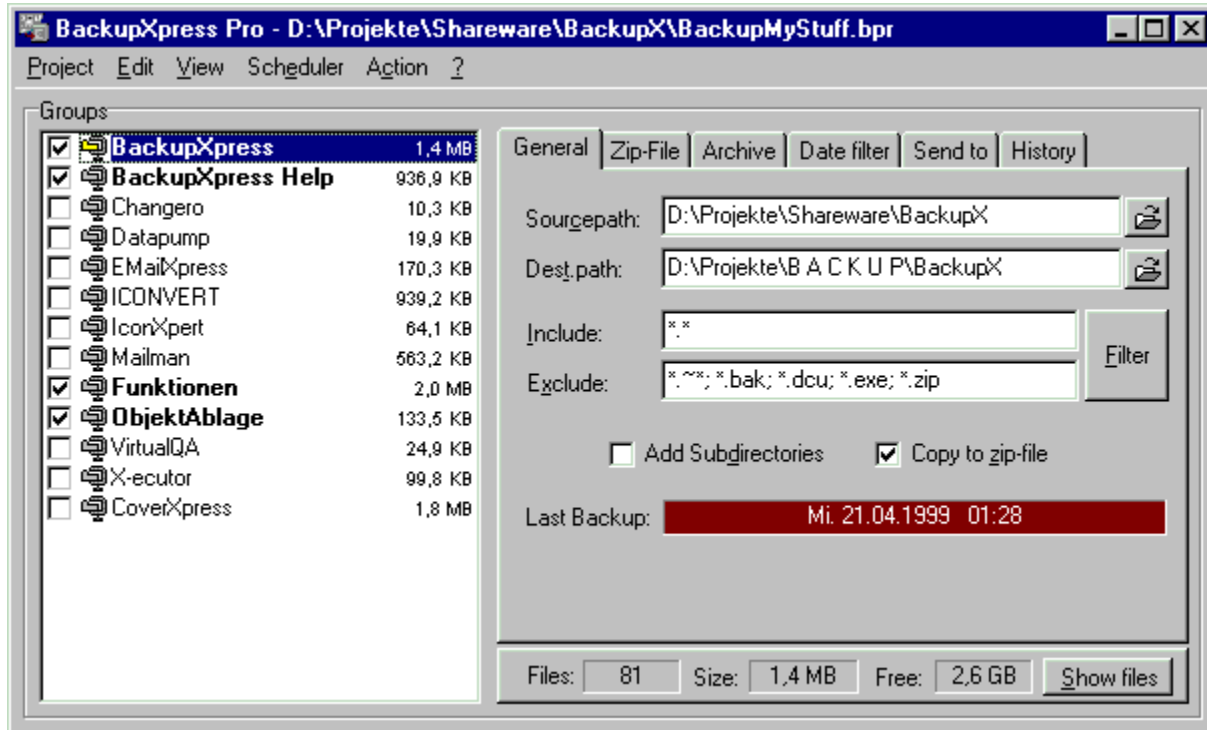 BackupXpress Pro - D:\Projekte\Shareware\BackupX\BackupMyStuff.bpr
Project Edit View Scheduler Action ?
Groups
BackupXpress 1,4 MB
BackupXpress Help 936,9 KB
Changero 10,3 KB
Datapump 19,9 KB
EMailXpress 170,3 KB
ICONVERT 939,2 KB
IconXpert 64,1 KB
Mailman 563,2 KB
Funktionen 2,0 MB
ObjektAblage 133,5 KB
VirtualQA 24,9 KB
X-ecutor 99,8 KB
CoverXpress 1,8 MB
General Zip-File Archive Date filter Send to History
Sourcepath: D:\Projekte\Shareware\BackupX
Dest.path: D:\Projekte\B A C K U P\BackupX
Include: *.*
Filter
Exclude: *.~*; *.bak; *.dcu; *.exe; *.zip
Add Subdirectories Copy to zip-file
Last Backup: Mi. 21.04.1999 01:28
Files: 81 Size: 1,4 MB Free: 2,6 GB Show files